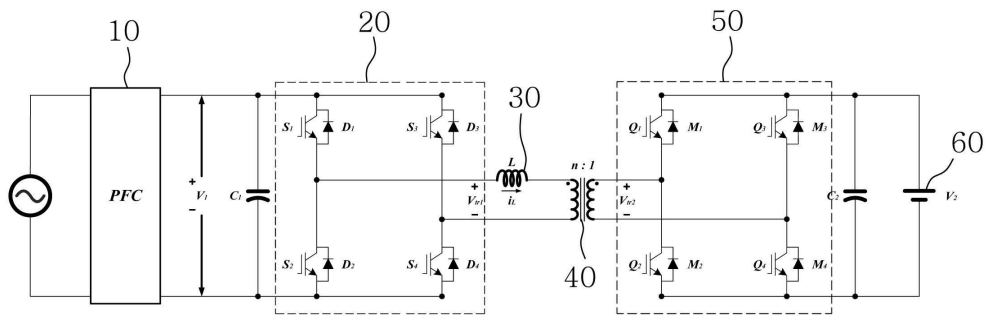 10
20
50
S1 D1 S3 D3
30
Q1 M1 Q3 M3
60
L
n : 1
PFC
+
V1
−
C1
+
Vtr1
−
iL
+
Vtr2
−
C2
V2
40
S2 D2 S4 D4
Q2 M2 Q4 M4